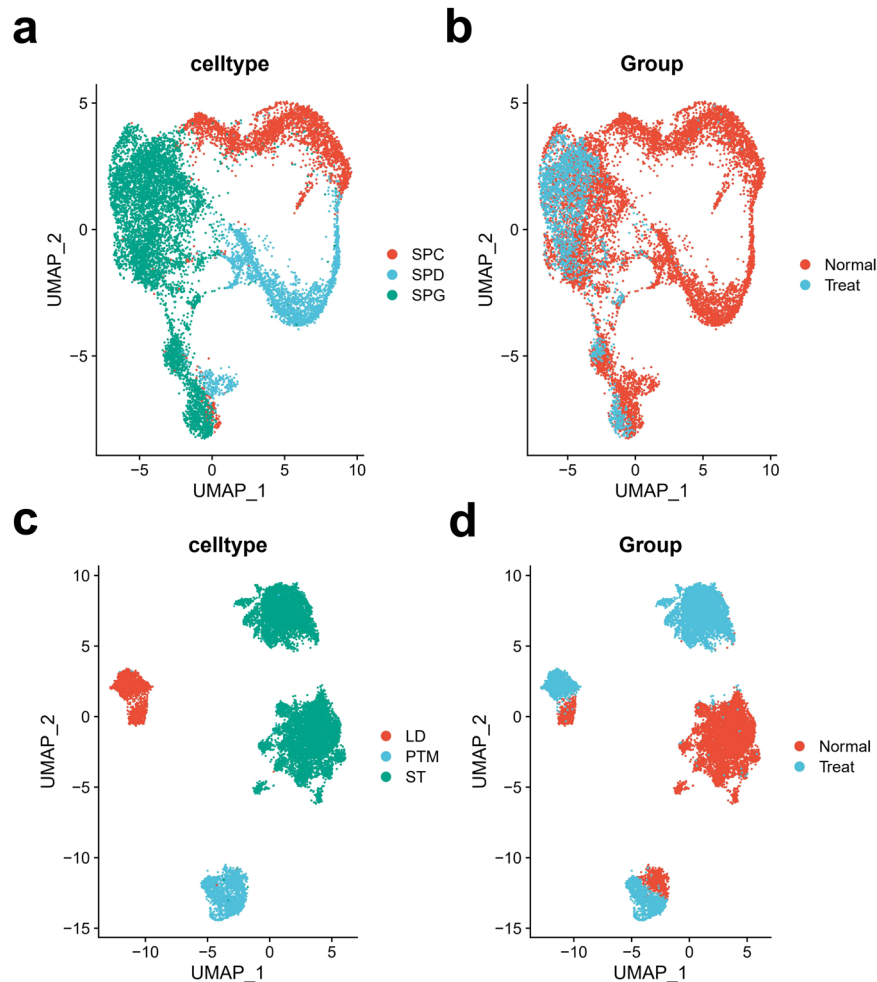 a
celltype
5
0
−5
UMAP_2
−5
0
5
10
UMAP_1
SPC
SPD
SPG
b
Group
5
0
−5
UMAP_2
−5
0
5
10
UMAP_1
Normal
Treat
c
celltype
10
5
0
−5
−10
−15
UMAP_2
−10
−5
0
5
UMAP_1
LD
PTM
ST
d
Group
10
5
0
−5
−10
−15
UMAP_2
−10
−5
0
5
UMAP_1
Normal
Treat